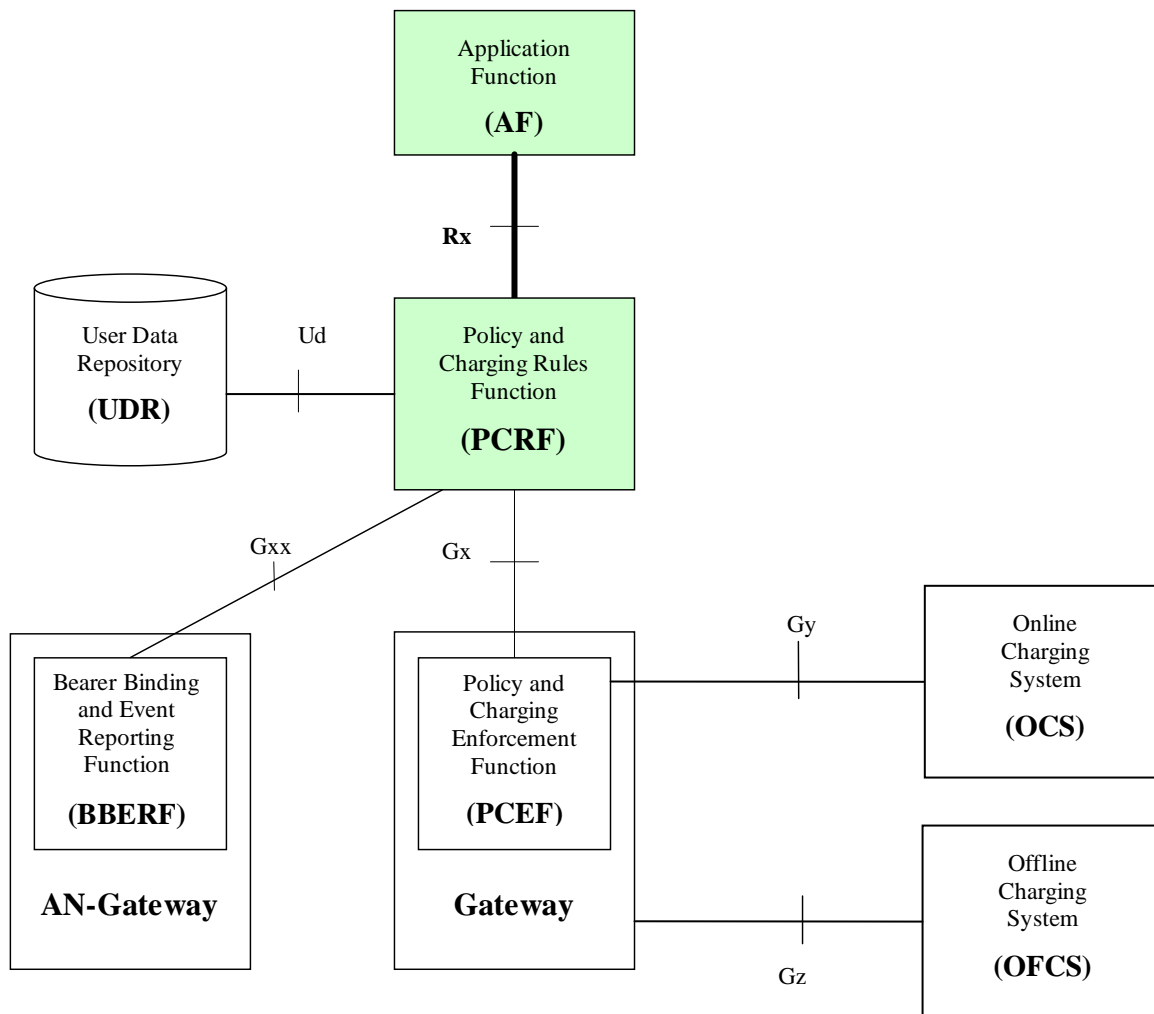 Application
Function
(AF)
Rx
User Data
Repository
(UDR)
Ud
Policy and
Charging Rules
Function
(PCRF)
Gxx
Gx
Bearer Binding
and Event
Reporting
Function
(BBERF)
AN-Gateway
Policy and
Charging
Enforcement
Function
(PCEF)
Gateway
Gy
Online
Charging
System
(OCS)
Gz
Offline
Charging
System
(OFCS)